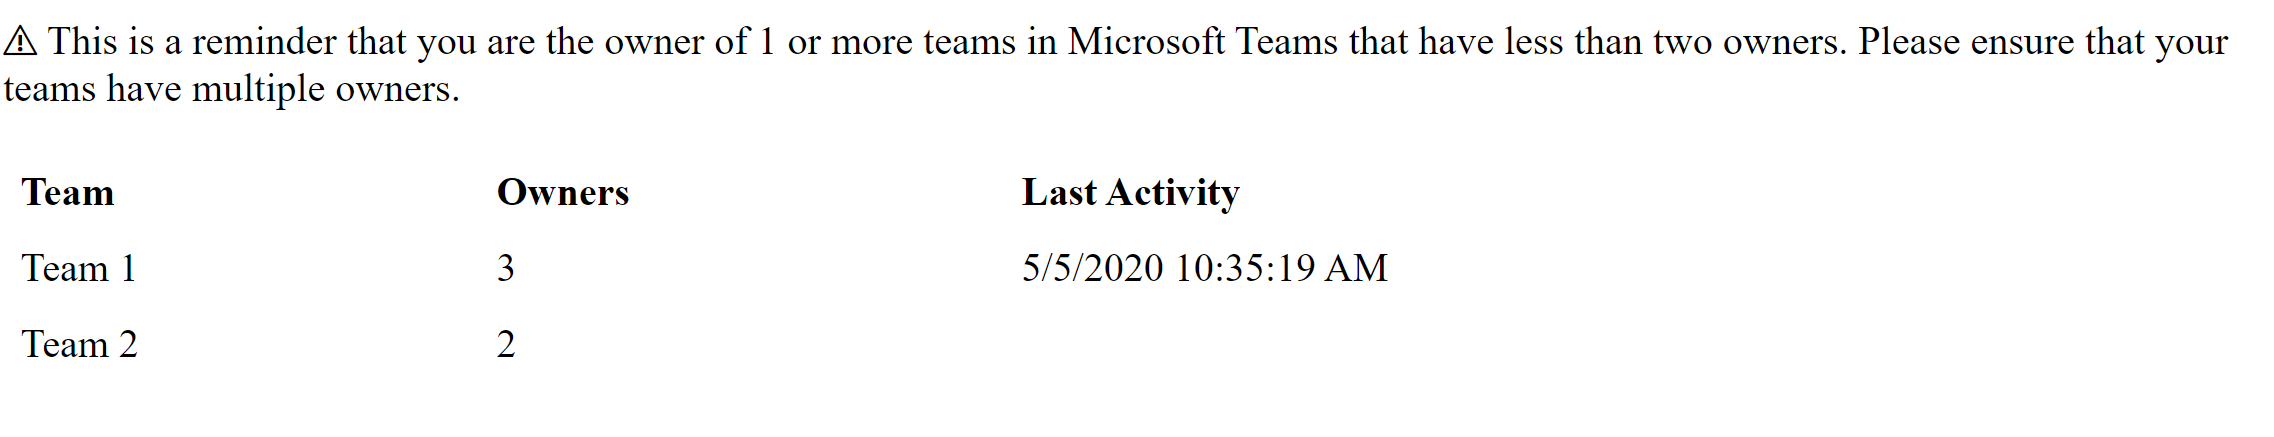 ⚠ This is a reminder that you are the owner of 1 or more teams in Microsoft Teams that have less than two owners. Please ensure that your
teams have multiple owners.
Team Owners Last Activity
Team 1 3 5/5/2020 10:35:19 AM
Team 2 2